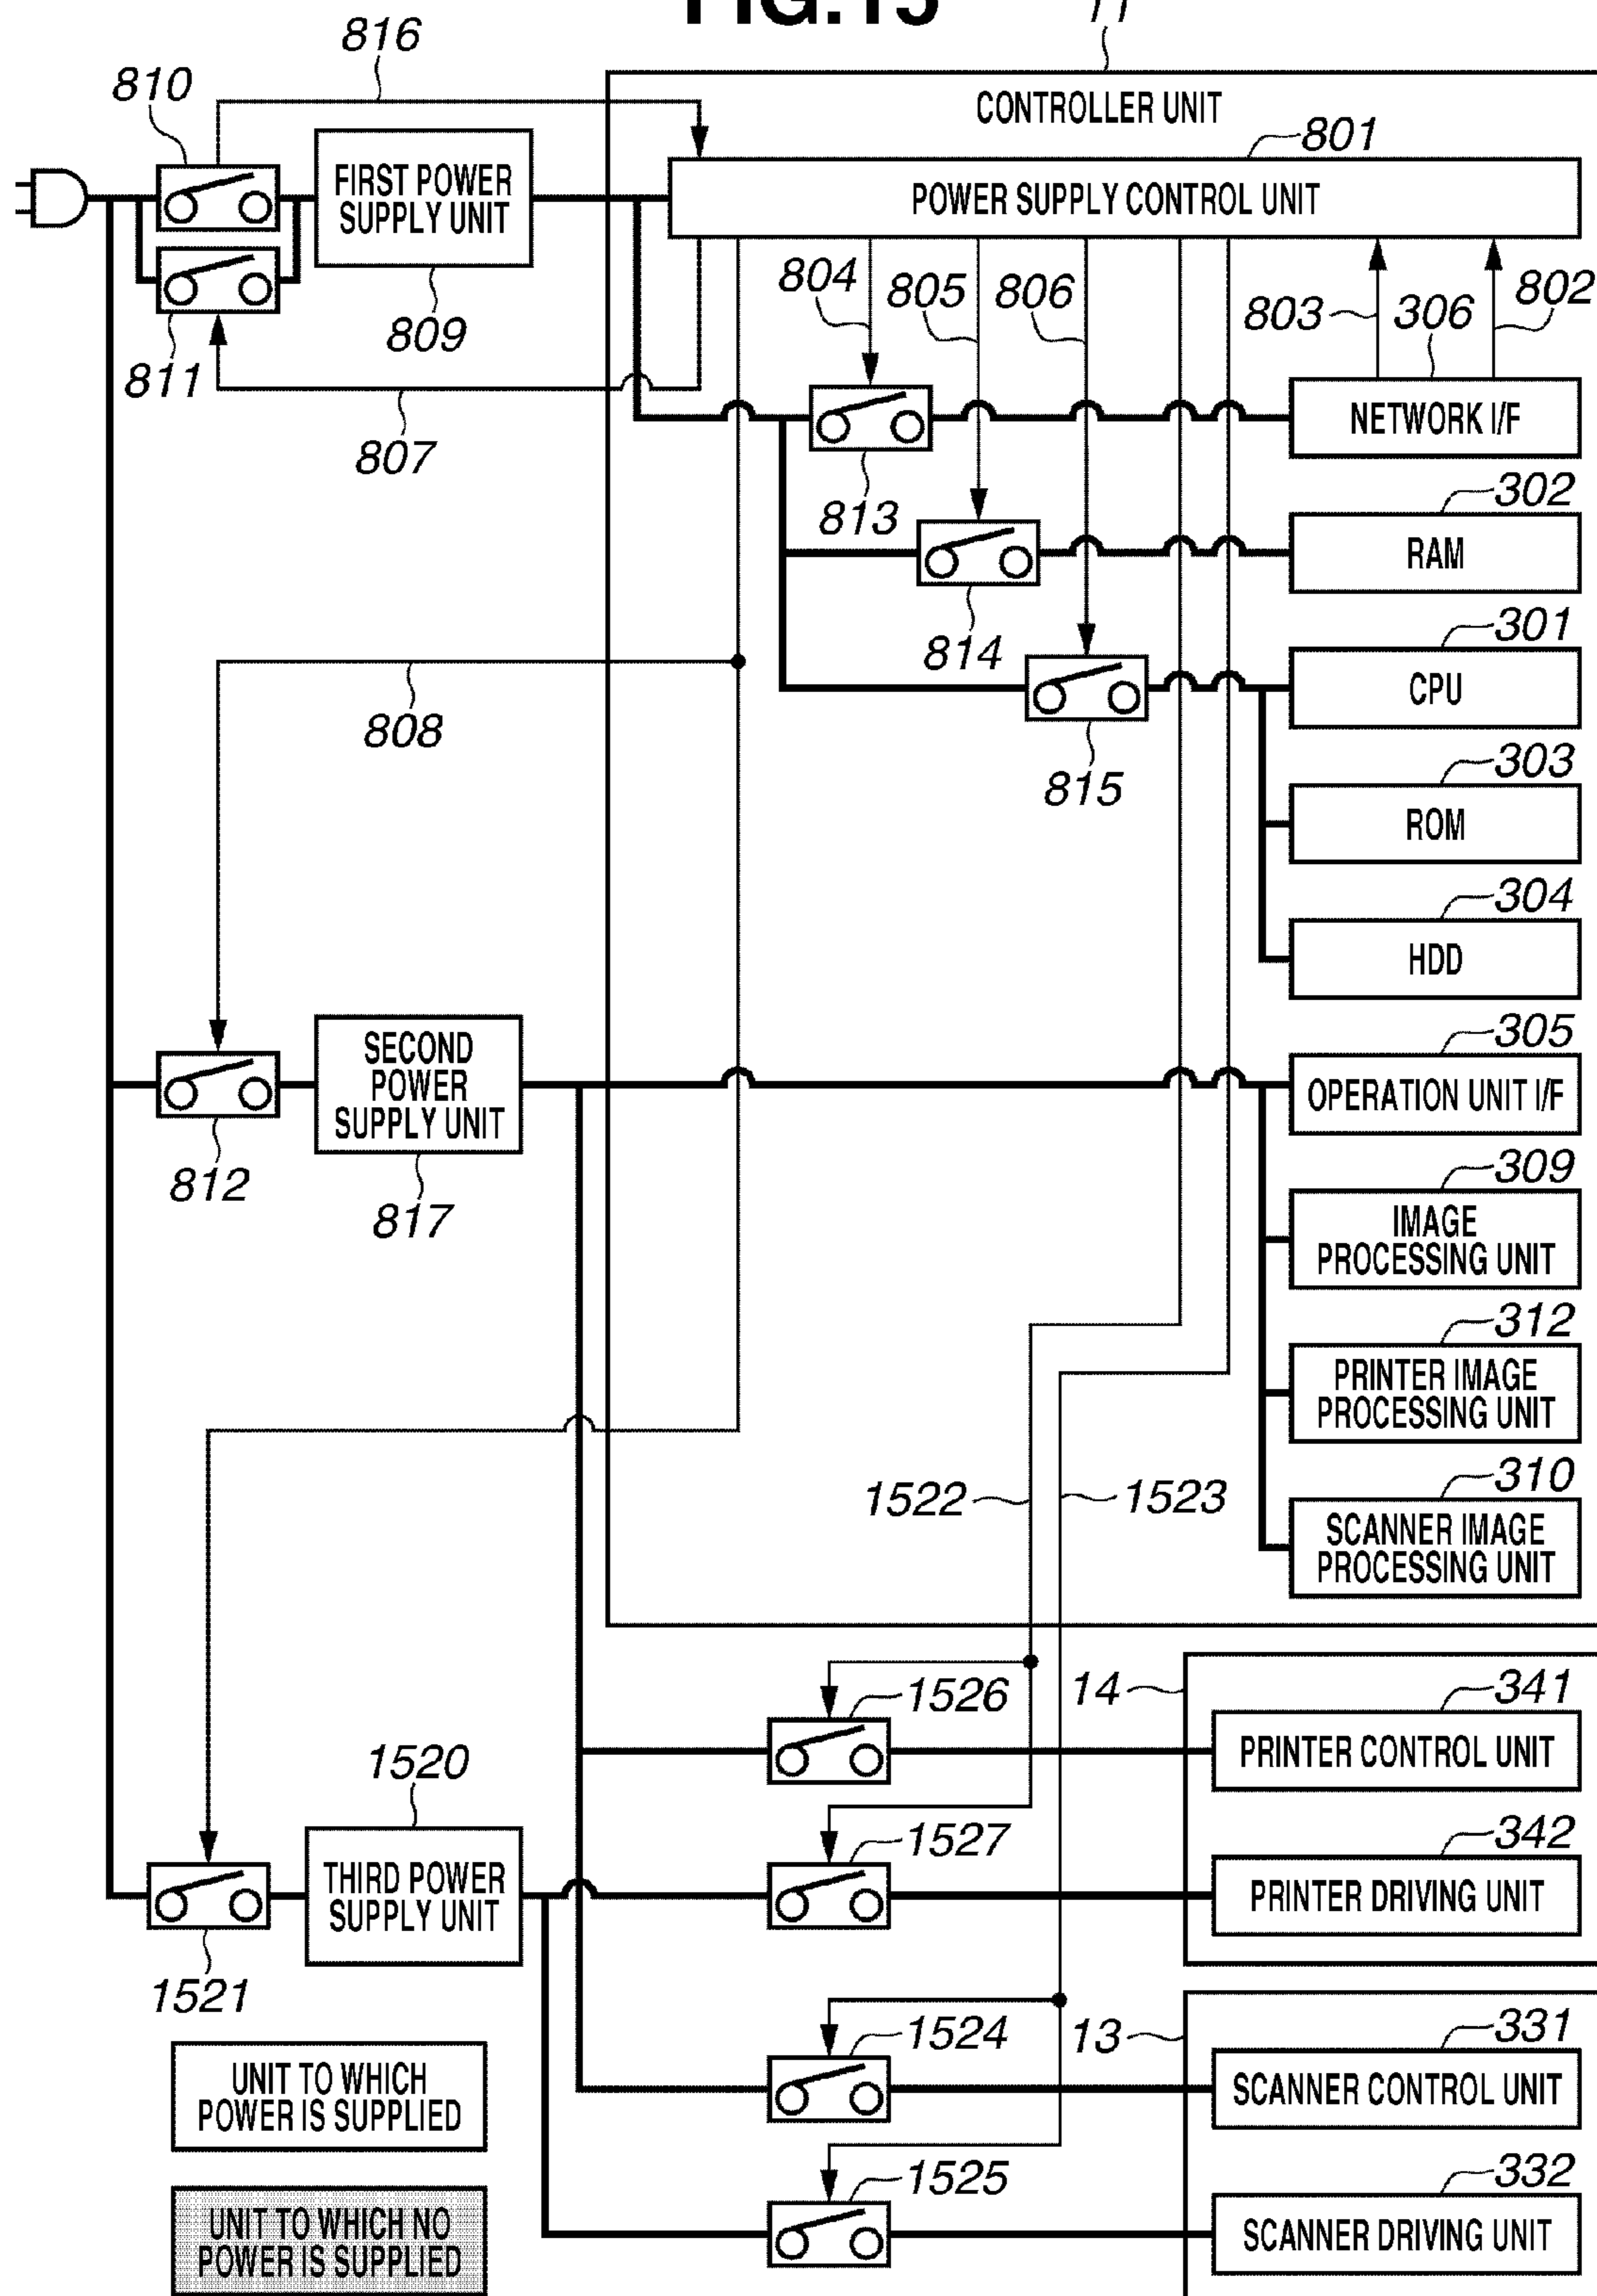 FIG.15
11
816
810
CONTROLLER UNIT
801
FIRST POWER
SUPPLY UNIT
POWER SUPPLY CONTROL UNIT
804
805
806
803
306
802
809
811
807
NETWORK I/F
813
302
RAM
814
301
CPU
808
815
303
ROM
304
HDD
SECOND
POWER
SUPPLY UNIT
305
OPERATION UNIT I/F
812
817
309
IMAGE
PROCESSING UNIT
312
PRINTER IMAGE
PROCESSING UNIT
1522
1523
310
SCANNER IMAGE
PROCESSING UNIT
1526
14
341
PRINTER CONTROL UNIT
1520
1527
342
THIRD POWER
SUPPLY UNIT
PRINTER DRIVING UNIT
1521
1524
13
331
SCANNER CONTROL UNIT
UNIT TO WHICH
POWER IS SUPPLIED
1525
332
SCANNER DRIVING UNIT
UNIT TO WHICH NO
POWER IS SUPPLIED